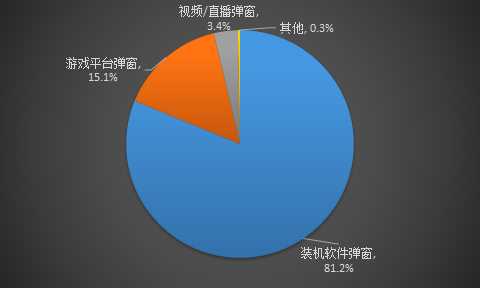 视频/直播弹窗,
3.4%
其他, 0.3%
游戏平台弹窗,
15.1%
装机软件弹窗,
81.2%